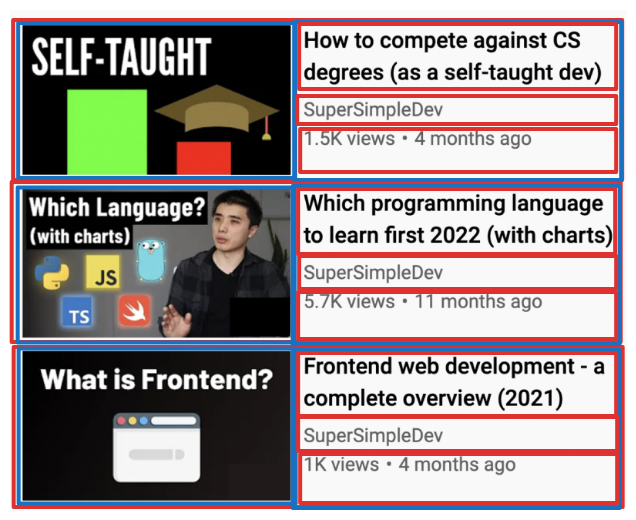 SELF-TAUGHT
How to compete against CS
degrees (as a self-taught dev)
SuperSimpleDev
1.5K views • 4 months ago
Which Language?
(with charts)
JS
TS
Which programming language
to learn first 2022 (with charts)
SuperSimpleDev
5.7K views • 11 months ago
What is Frontend?
Frontend web development - a
complete overview (2021)
SuperSimpleDev
1K views • 4 months ago